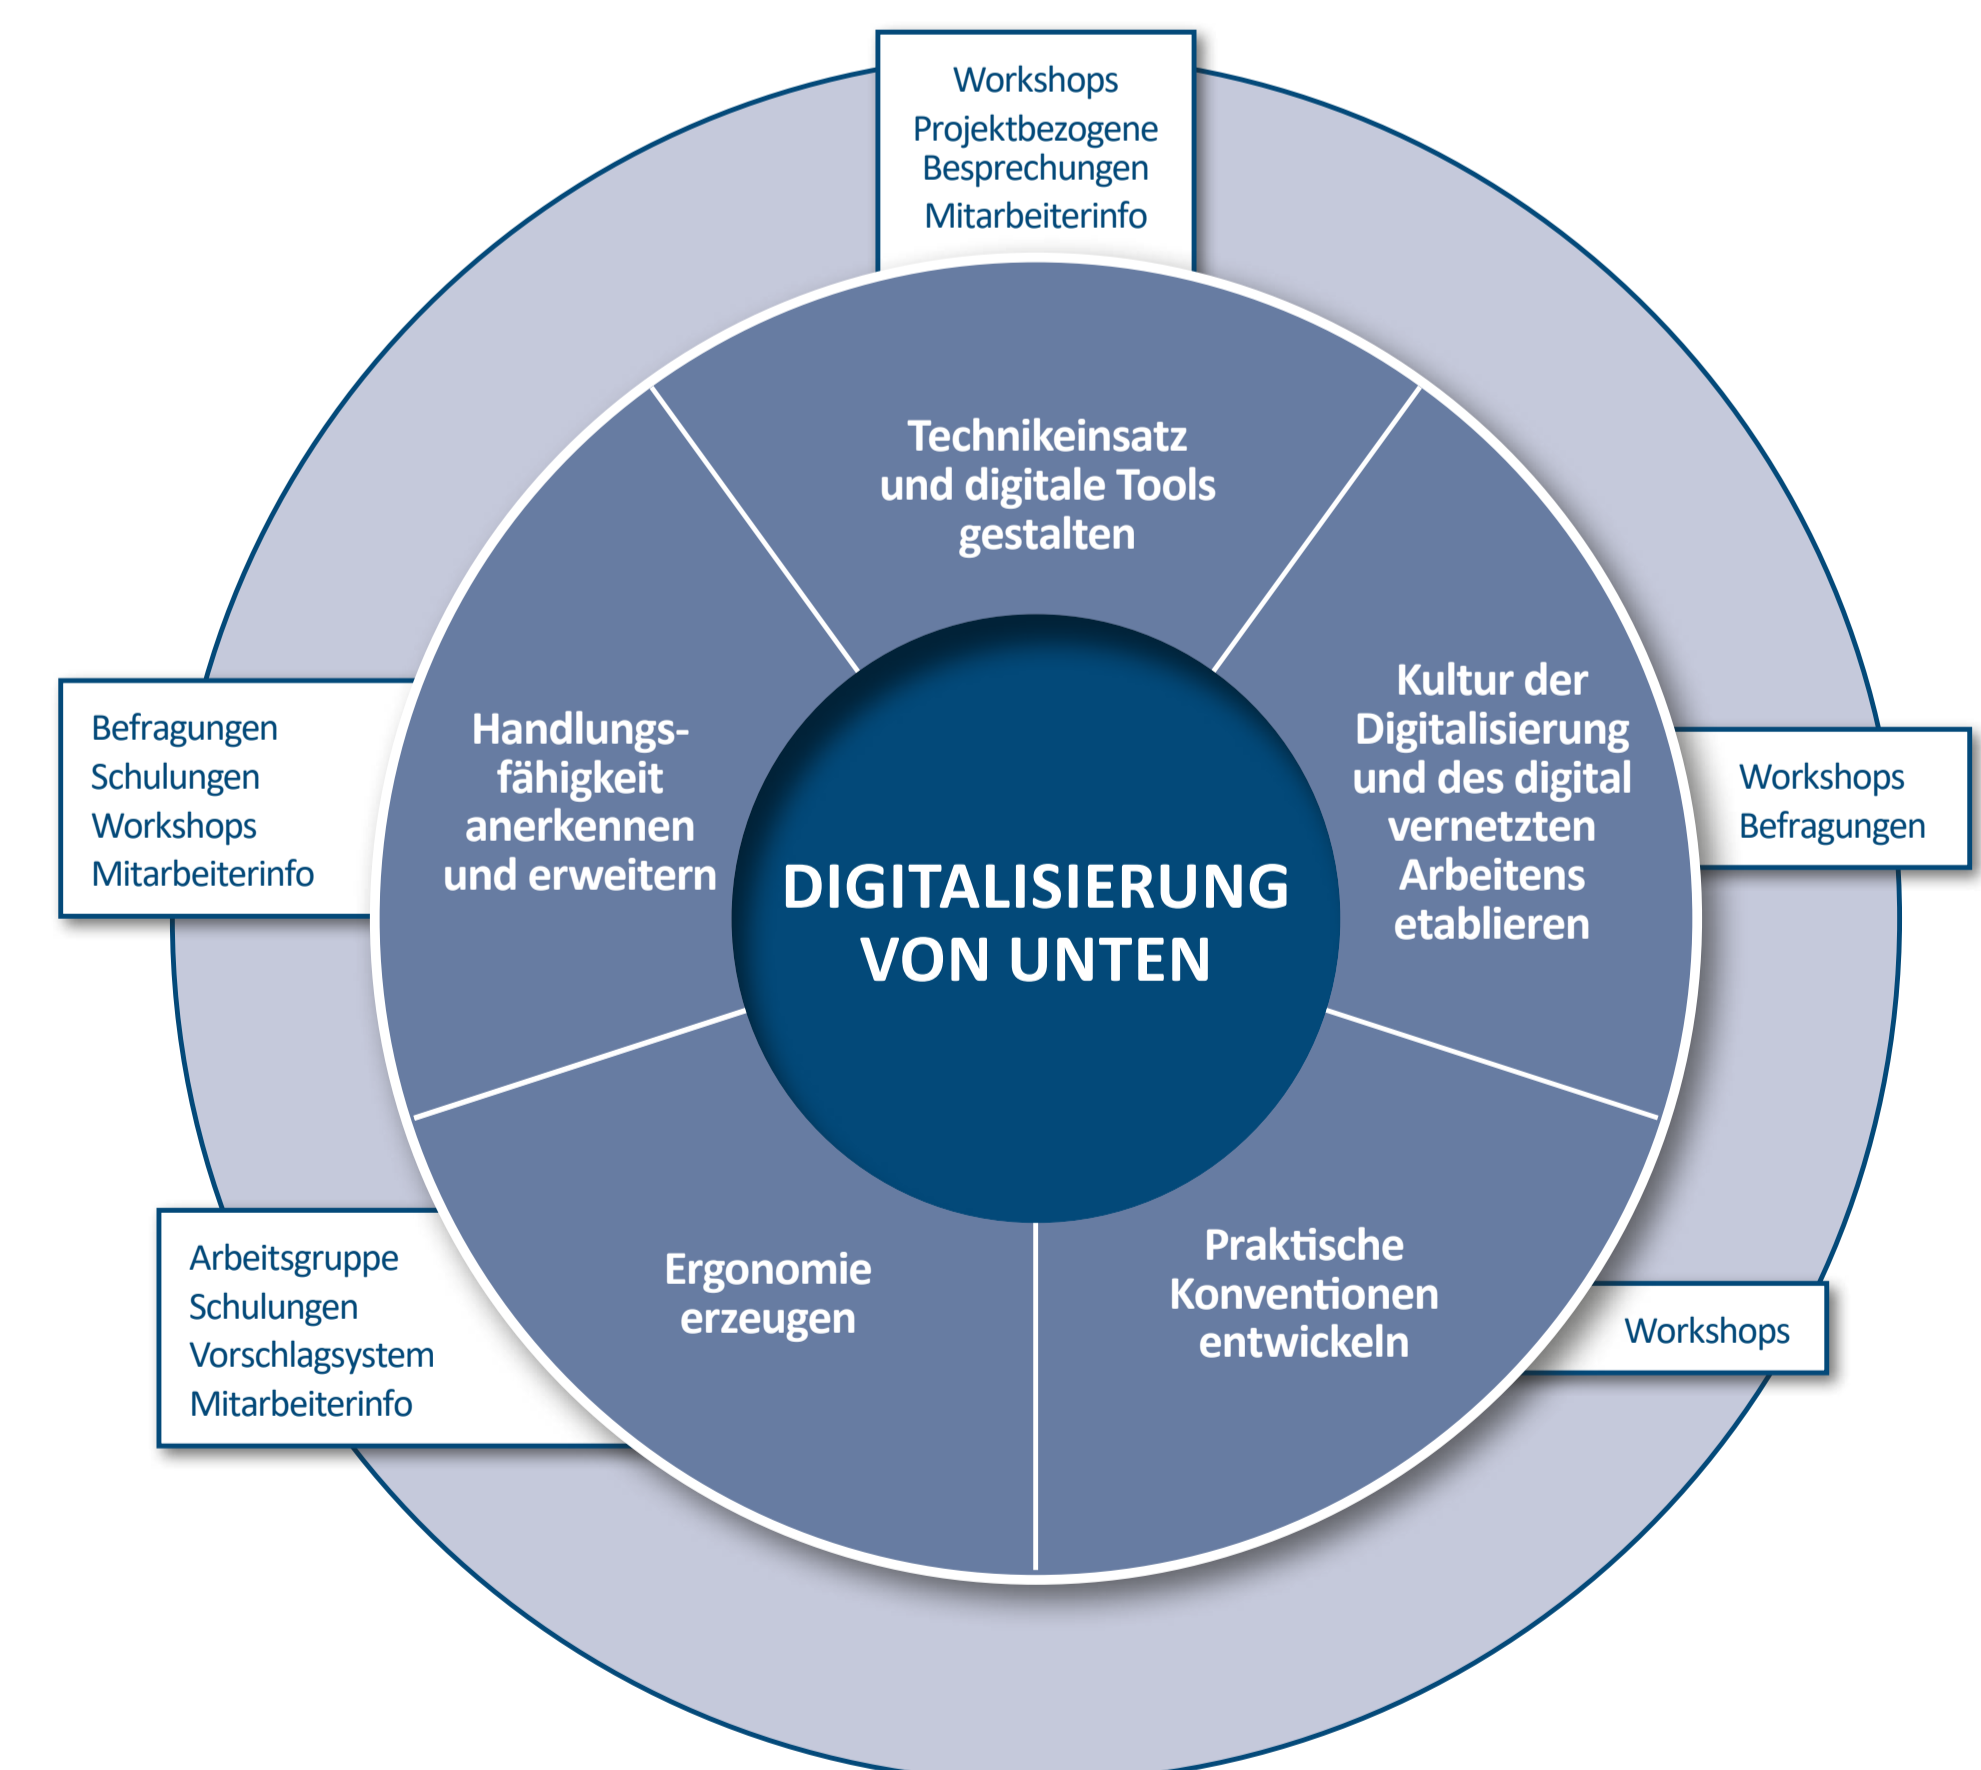 Workshops
Projektbezogene
Besprechungen
Mitarbeiterinfo
Technikeinsatz
und digitale Tools
gestalten
Kultur der
Digitalisierung
und des digital
vernetzten
Arbeitens
etablieren
Workshops
Befragungen
Praktische
Konventionen
entwickeln
Workshops
Ergonomie
erzeugen
Arbeitsgruppe
Schulungen
Vorschlagsystem
Mitarbeiterinfo
Handlungs-
fähigkeit
anerkennen
und erweitern
Befragungen
Schulungen
Workshops
Mitarbeiterinfo
DIGITALISIERUNG
VON UNTEN